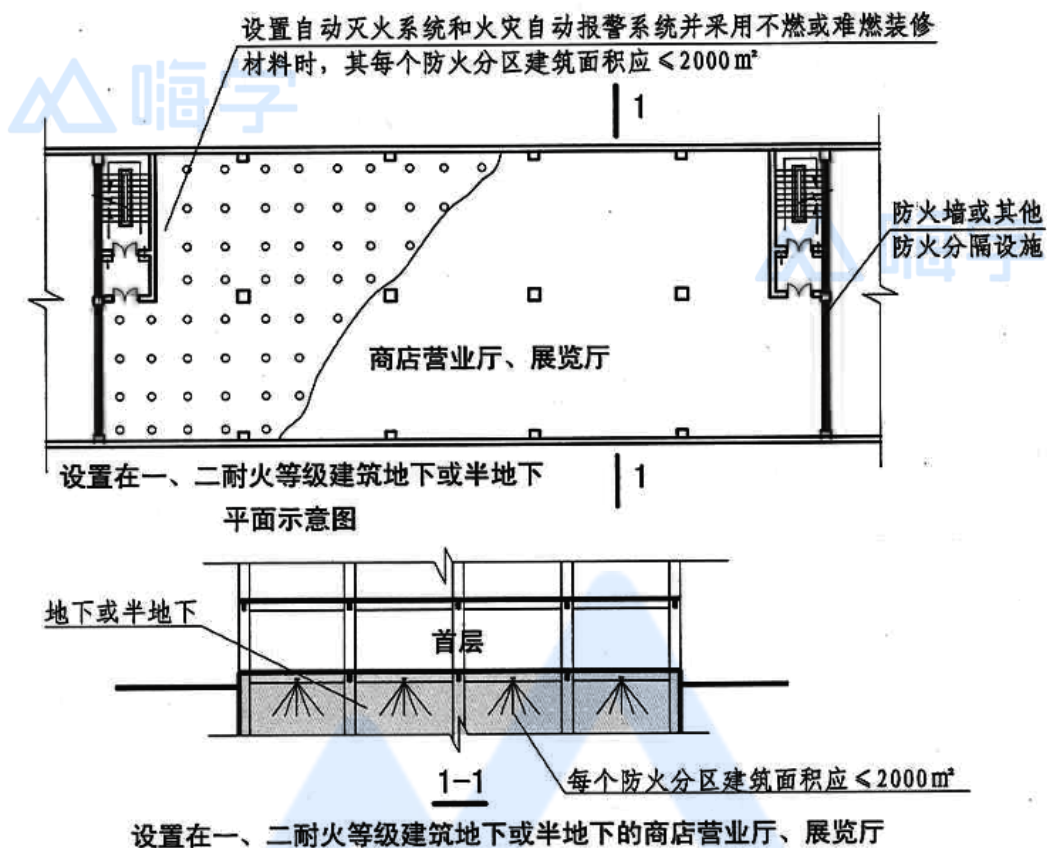 设置自动灭火系统和火灾自动报警系统并采用不燃或难燃装修
材料时，其每个防火分区建筑面积应≤2000㎡
嗨学
1
防火墙或其他
防火分隔设施
嗨学
商店营业厅、展览厅
设置在一、二耐火等级建筑地下或半地下
1
平面示意图
地下或半地下
首层
1-1
每个防火分区建筑面积应≤2000㎡
设置在一、二耐火等级建筑地下或半地下的商店营业厅、展览厅